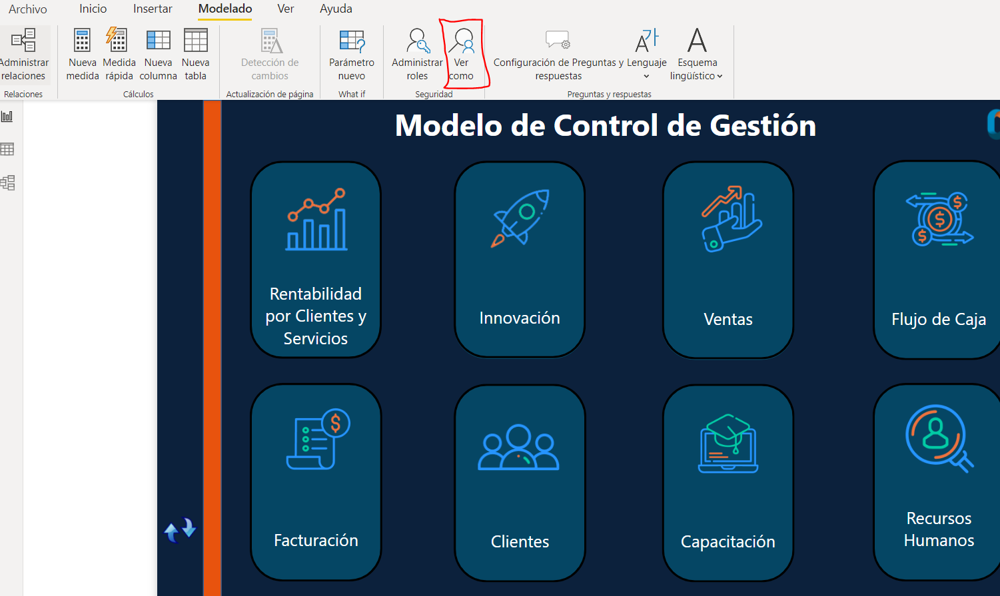 Archivo Inicio Insertar Modelado Ver Ayuda
Administrar relaciones
Nueva medida
Medida rápida
Nueva columna
Nueva tabla
Detección de cambios
Parámetro nuevo
Administrar roles
Ver como
Configuración de Preguntas y respuestas
Lenguaje
Esquema lingüístico
Relaciones Cálculos Actualización de página What if Seguridad Preguntas y respuestas
Modelo de Control de Gestión
Rentabilidad
por Clientes y
Servicios
Innovación
Ventas
Flujo de Caja
Facturación
Clientes
Capacitación
Recursos
Humanos